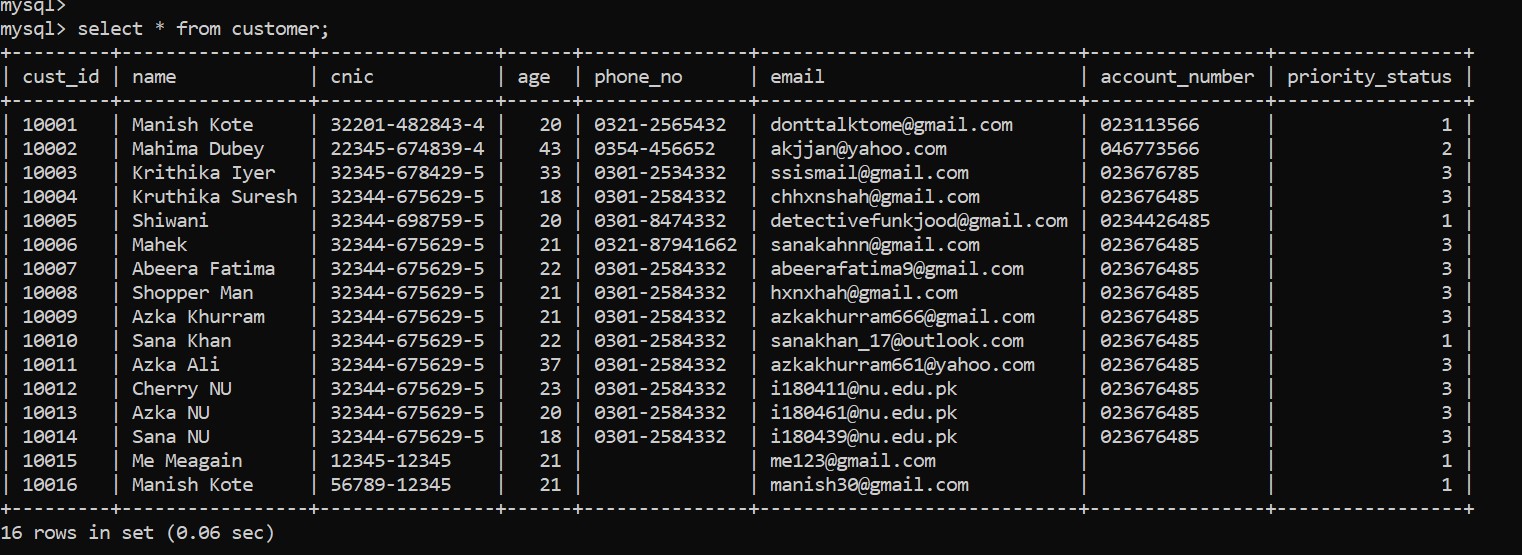 mysql>
mysql> select * from customer;
+---------+----------------+----------------+------+---------------+----------------------------+----------------+-----------------+
| cust_id | name           | cnic           | age  | phone_no      | email                      | account_number | priority_status |
+---------+----------------+----------------+------+---------------+----------------------------+----------------+-----------------+
| 10001   | Manish Kote    | 32201-482843-4 |   20 | 0321-2565432  | donttalktome@gmail.com     | 023113566      |               1 |
| 10002   | Mahima Dubey   | 22345-674839-4 |   43 | 0354-456652   | akjjan@yahoo.com           | 046773566      |               2 |
| 10003   | Krithika Iyer  | 32345-678429-5 |   33 | 0301-2534332  | ssismail@gmail.com         | 023676785      |               3 |
| 10004   | Kruthika Suresh | 32344-675629-5 |   18 | 0301-2584332  | chhxnshah@gmail.com        | 023676485      |               3 |
| 10005   | Shiwani        | 32344-698759-5 |   20 | 0301-8474332  | detectivefunkjood@gmail.com | 0234426485     |               1 |
| 10006   | Mahek          | 32344-675629-5 |   21 | 0321-87941662 | sanakahnn@gmail.com        | 023676485      |               3 |
| 10007   | Abeera Fatima  | 32344-675629-5 |   22 | 0301-2584332  | abeerafatima9@gmail.com    | 023676485      |               3 |
| 10008   | Shopper Man    | 32344-675629-5 |   21 | 0301-2584332  | hxnxhah@gmail.com          | 023676485      |               3 |
| 10009   | Azka Khurram   | 32344-675629-5 |   21 | 0301-2584332  | azkakhurram666@gmail.com   | 023676485      |               3 |
| 10010   | Sana Khan      | 32344-675629-5 |   22 | 0301-2584332  | sanakhan_17@outlook.com    | 023676485      |               1 |
| 10011   | Azka Ali       | 32344-675629-5 |   37 | 0301-2584332  | azkakhurram661@yahoo.com   | 023676485      |               3 |
| 10012   | Cherry NU      | 32344-675629-5 |   23 | 0301-2584332  | i180411@nu.edu.pk          | 023676485      |               3 |
| 10013   | Azka NU        | 32344-675629-5 |   20 | 0301-2584332  | i180461@nu.edu.pk          | 023676485      |               3 |
| 10014   | Sana NU        | 32344-675629-5 |   18 | 0301-2584332  | i180439@nu.edu.pk          | 023676485      |               3 |
| 10015   | Me Meagain     | 12345-12345    |   21 |               | me123@gmail.com            |                |               1 |
| 10016   | Manish Kote    | 56789-12345    |   21 |               | manish30@gmail.com         |                |               1 |
+---------+----------------+----------------+------+---------------+----------------------------+----------------+-----------------+
16 rows in set (0.06 sec)